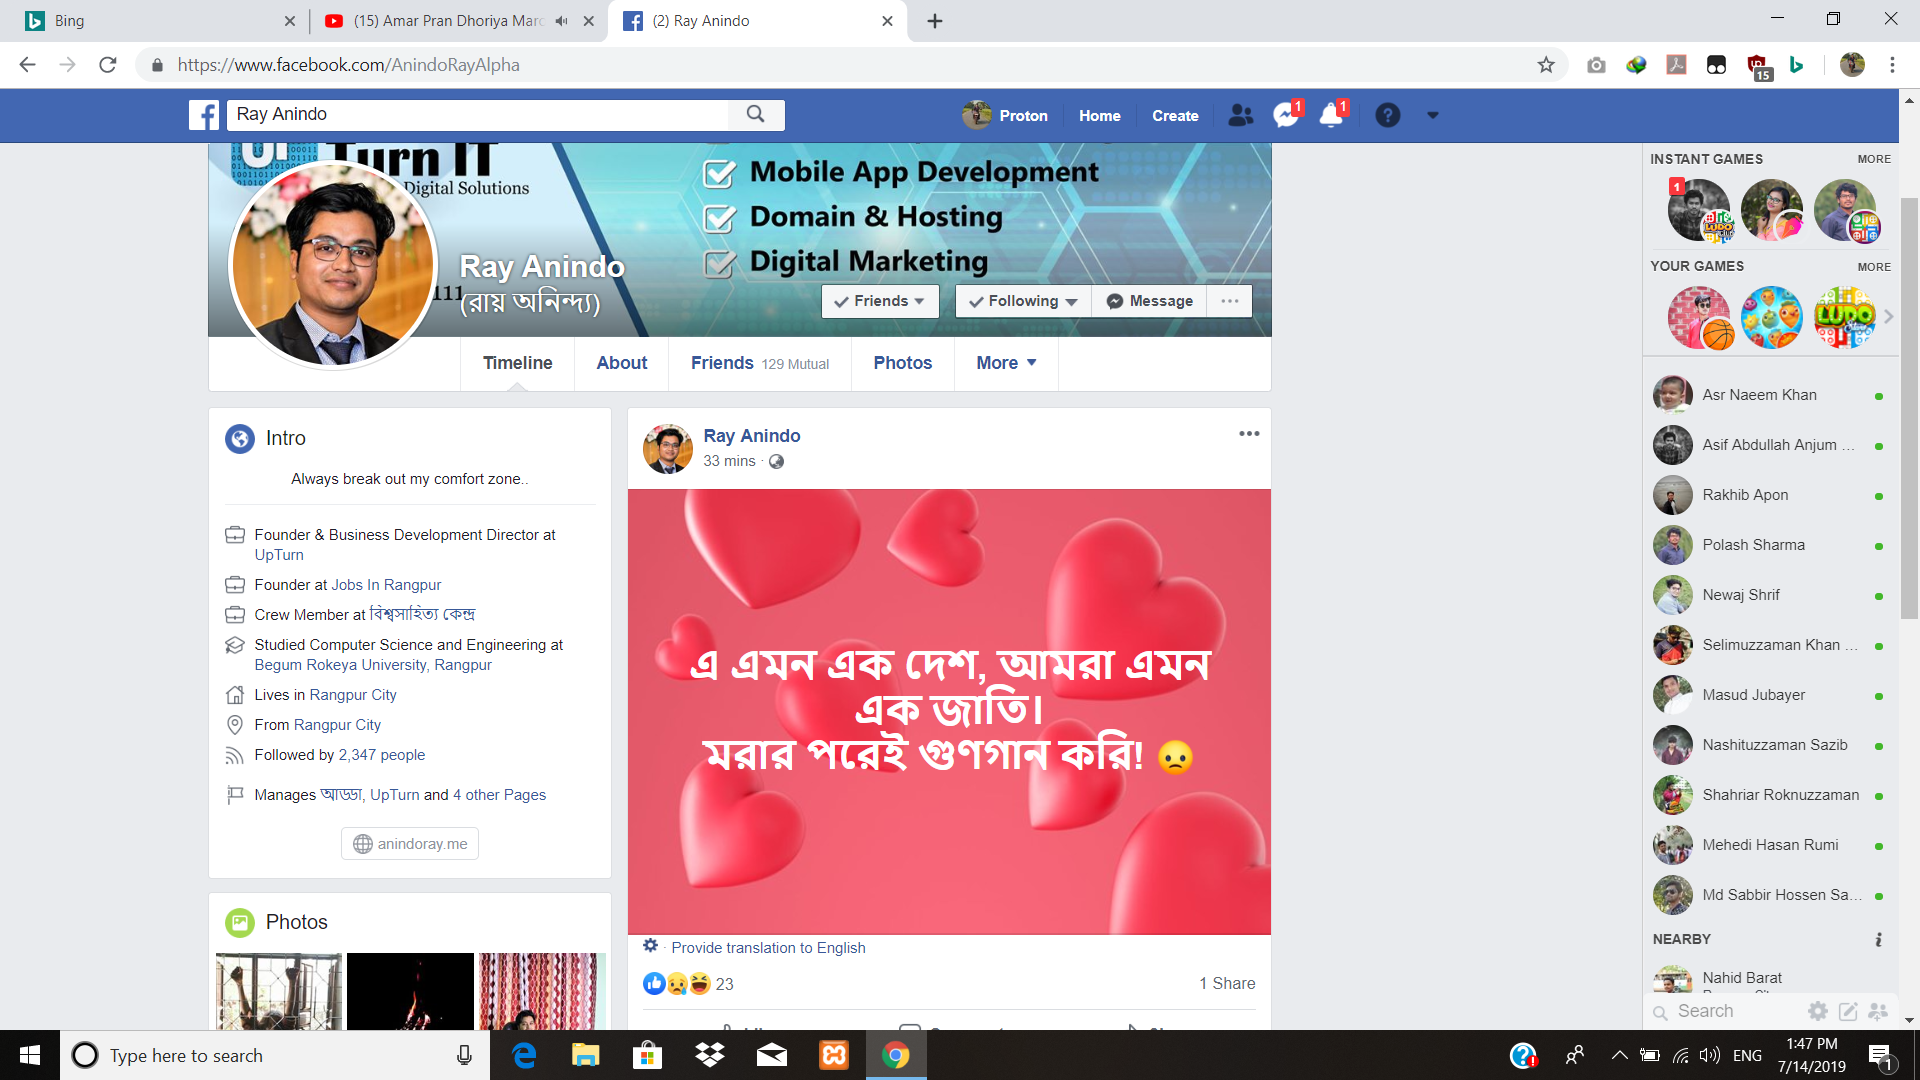 Bing
(15) Amar Pran Dhoriya Marc
(2) Ray Anindo
https://www.facebook.com/AnindoRayAlpha
15
Ray Anindo
Proton
Home
Create
1
1
Turn IT
Digital Solutions
Mobile App Development
Domain & Hosting
Digital Marketing
111
Ray Anindo
(রায় অনিন্দ্য)
Friends
Following
Message
Timeline
About
Friends 129 Mutual
Photos
More
Intro
Always break out my comfort zone..
Founder & Business Development Director at
UpTurn
Founder at Jobs In Rangpur
Crew Member at বিশ্বসাহিত্য কেন্দ্র
Studied Computer Science and Engineering at
Begum Rokeya University, Rangpur
Lives in Rangpur City
From Rangpur City
Followed by 2,347 people
Manages আড্ডা, UpTurn and 4 other Pages
anindoray.me
Photos
Ray Anindo
33 mins ·
এ এমন এক দেশ, আমরা এমন
এক জাতি।
মরার পরেই গুণগান করি! 😞
· Provide translation to English
23
1 Share
INSTANT GAMES
MORE
1
YOUR GAMES
MORE
LUDO
Asr Naeem Khan
Asif Abdullah Anjum ...
Rakhib Apon
Polash Sharma
Newaj Shrif
Selimuzzaman Khan ...
Masud Jubayer
Nashituzzaman Sazib
Shahriar Roknuzzaman
Mehedi Hasan Rumi
Md Sabbir Hossen Sa...
NEARBY
Nahid Barat
Search
Type here to search
ENG
1:47 PM
7/14/2019
1